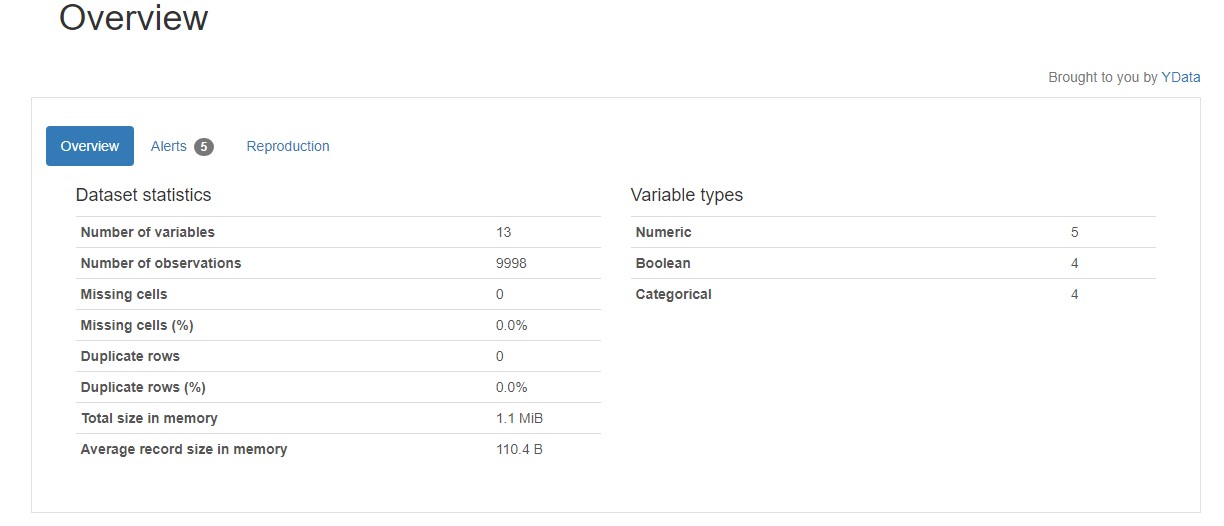 Overview
Brought to you by YData
Overview Alerts 5 Reproduction
Dataset statistics
Number of variables 13
Number of observations 9998
Missing cells 0
Missing cells (%) 0.0%
Duplicate rows 0
Duplicate rows (%) 0.0%
Total size in memory 1.1 MiB
Average record size in memory 110.4 B
Variable types
Numeric 5
Boolean 4
Categorical 4